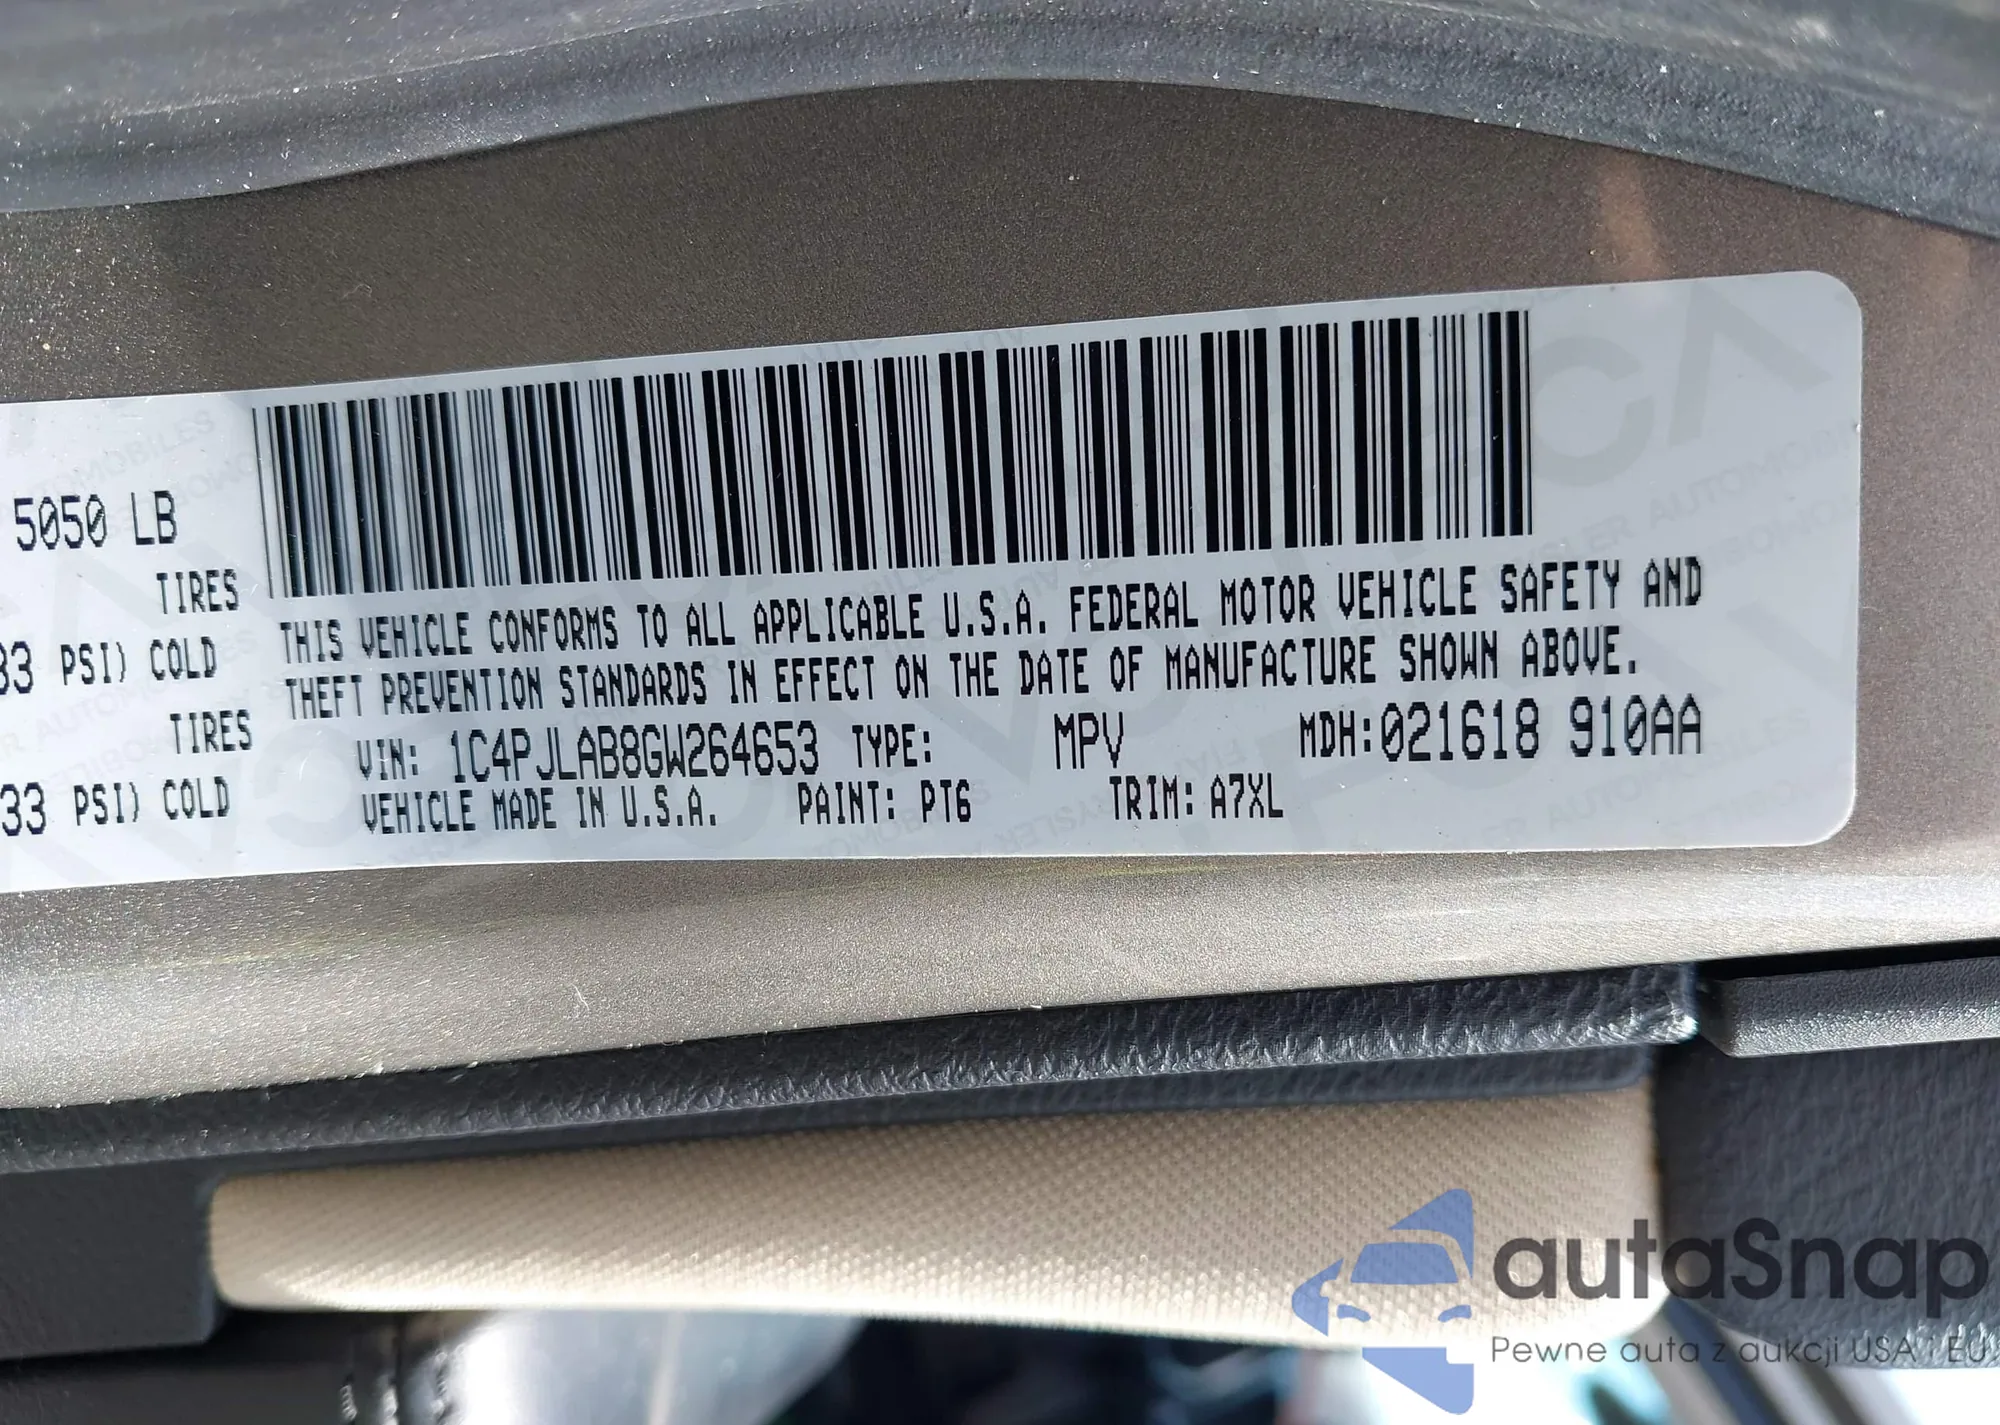 5050 LB
TIRES
33 PSI) COLD
TIRES
33 PSI) COLD
THIS VEHICLE CONFORMS TO ALL APPLICABLE U.S.A. FEDERAL MOTOR VEHICLE SAFETY AND
THEFT PREVENTION STANDARDS IN EFFECT ON THE DATE OF MANUFACTURE SHOWN ABOVE.
VIN: 1C4PJLAB8GW264653 TYPE: MPV MDH:021618 910AA
VEHICLE MADE IN U.S.A. PAINT: PT6 TRIM: A7XL
autaSnap
Pewne auta z aukcji USA i EU